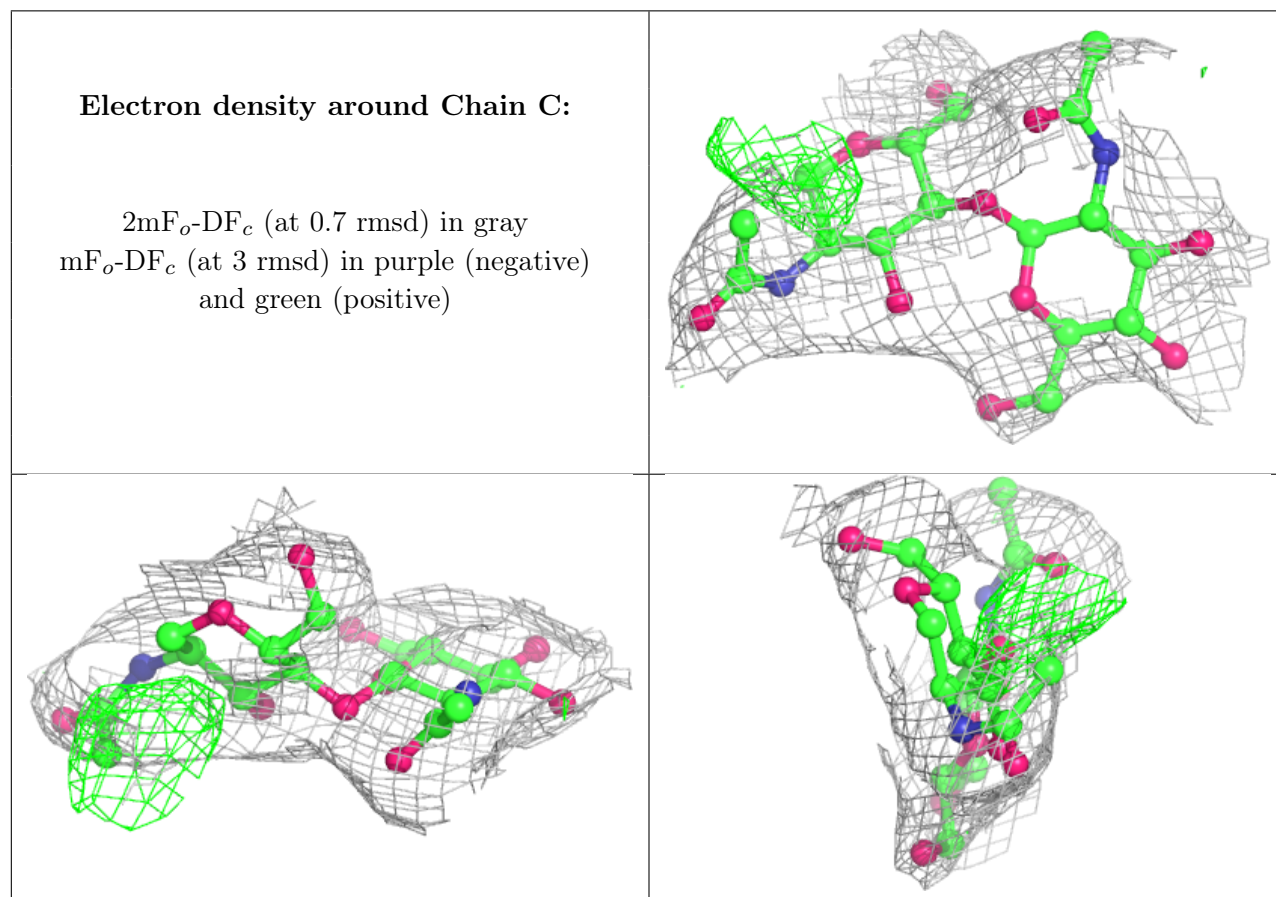 Electron density around Chain C:
2mFo-DFc (at 0.7 rmsd) in gray
mFo-DFc (at 3 rmsd) in purple (negative)
and green (positive)